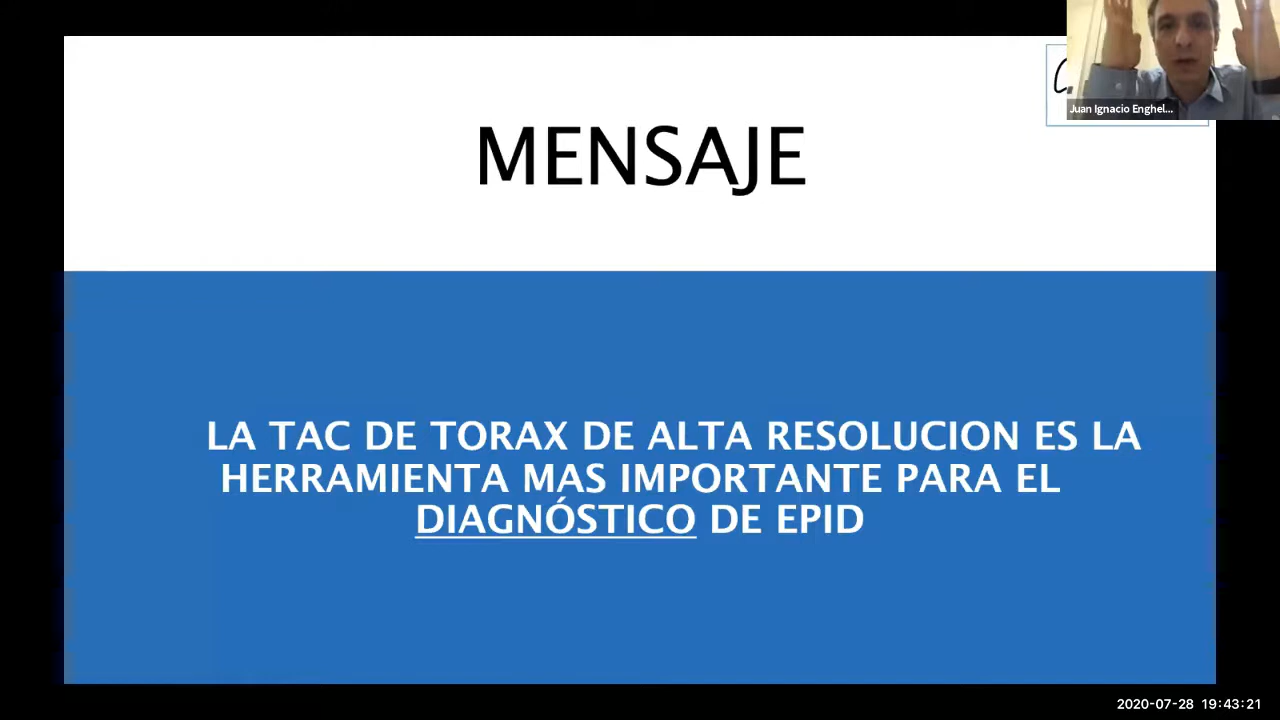 MENSAJE
Juan Ignacio Enghel...
LA TAC DE TORAX DE ALTA RESOLUCION ES LA
HERRAMIENTA MAS IMPORTANTE PARA EL
DIAGNÓSTICO DE EPID
2020-07-28 19:43:21